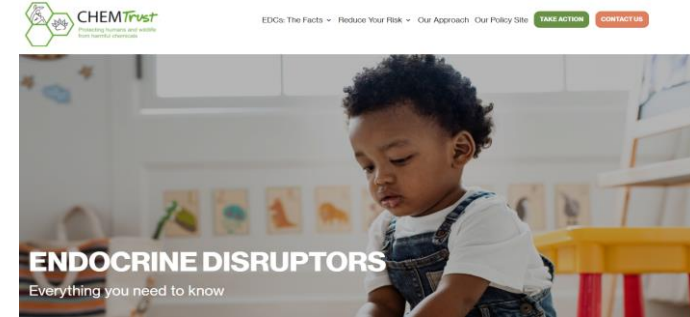 CHEMTrust
Protecting humans and wildlife
from harmful chemicals
EDCs: The Facts Reduce Your Risk Our Approach Our Policy Site TAKE ACTION CONTACT US
ENDOCRINE DISRUPTORS
Everything you need to know